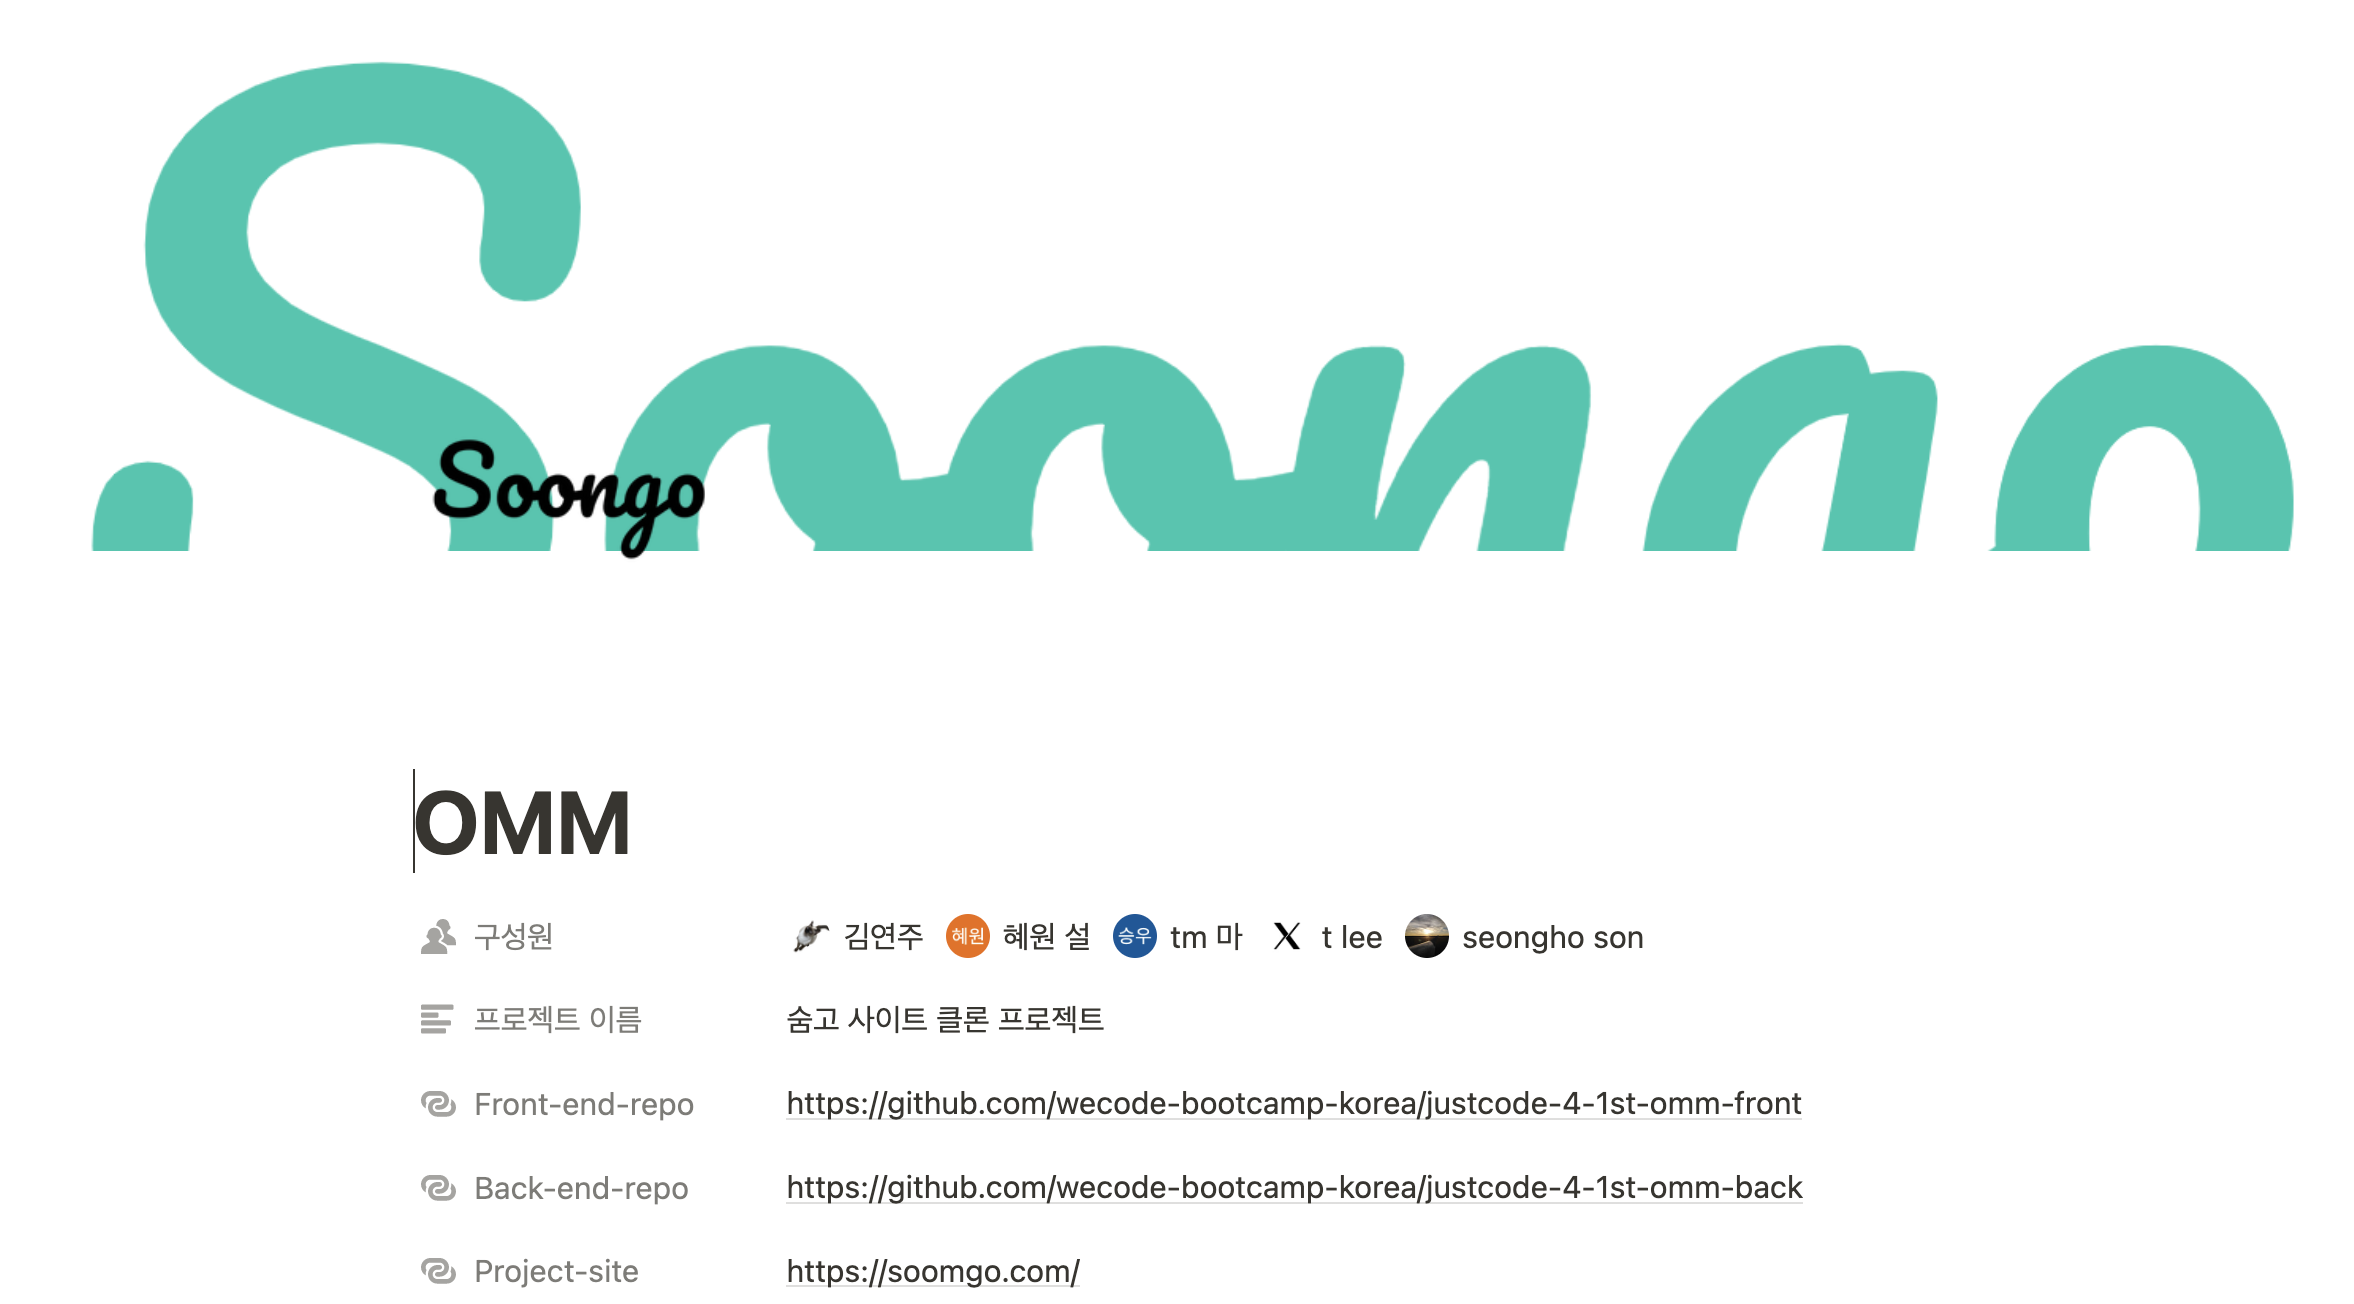 Soongo
Soongo
OMM
구성원 김연주 혜원 혜원 설 승우 tm 마 t lee seongho son
프로젝트 이름 숨고 사이트 클론 프로젝트
Front-end-repo https://github.com/wecode-bootcamp-korea/justcode-4-1st-omm-front
Back-end-repo https://github.com/wecode-bootcamp-korea/justcode-4-1st-omm-back
Project-site https://soomgo.com/